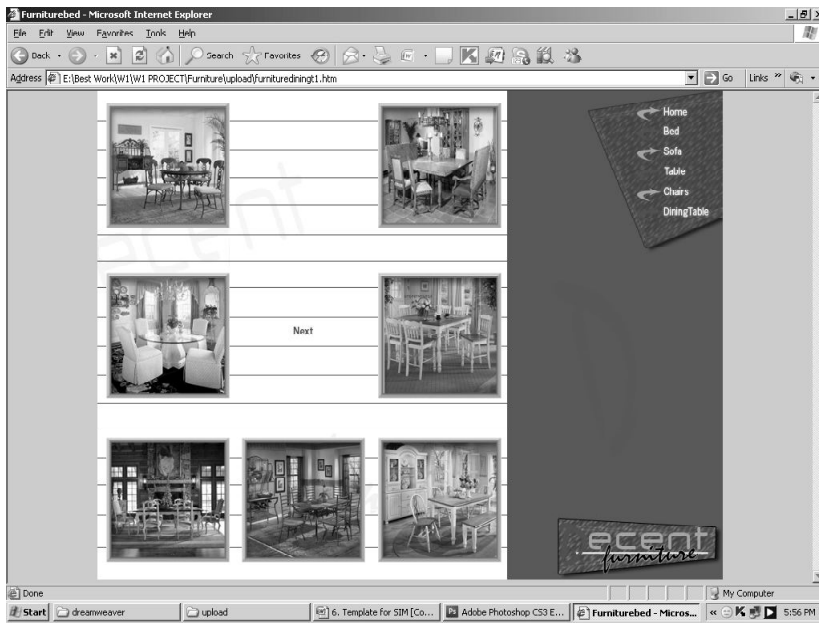 Furniturebed - Microsoft Internet Explorer
File Edit View Favorites Tools Help
Back Search Favorites
Address E:\Best Work\W1\W1 PROJECT\Furniture\upload\furniturediningt1.htm Go Links »
Home
Bed
Sofa
Table
Chairs
DiningTable
ecent
Next
ecent
furniture
Done My Computer
Start dreamweaver upload 6. Template for SIM [Co... Adobe Photoshop CS3 E... Furniturebed - Micros... « 5:56 PM